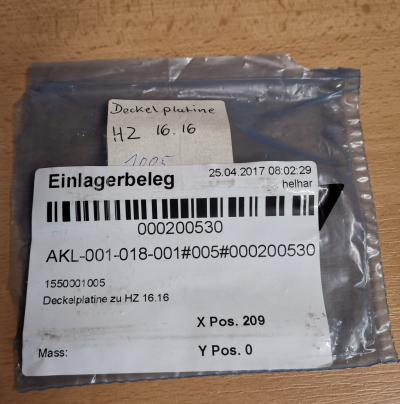 Deckelplatine
HZ 16.16
1005
Einlagerbeleg
25.04.2017 08:02:29
helhar
000200530
AKL-001-018-001#005#000200530
1550001005
Deckelplatine zu HZ 16.16
X Pos. 209
Mass:
Y Pos. 0